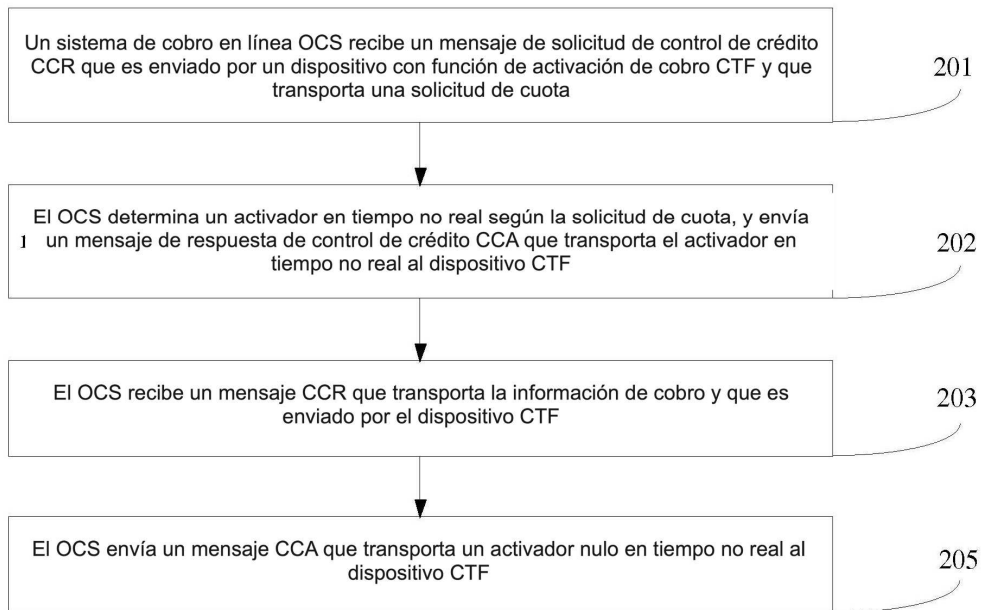 Un sistema de cobro en línea OCS recibe un mensaje de solicitud de control de crédito
CCR que es enviado por un dispositivo con función de activación de cobro CTF y que
transporta una solicitud de cuota
201
El OCS determina un activador en tiempo no real según la solicitud de cuota, y envía
1 un mensaje de respuesta de control de crédito CCA que transporta el activador en
tiempo no real al dispositivo CTF
202
El OCS recibe un mensaje CCR que transporta la información de cobro y que es
enviado por el dispositivo CTF
203
El OCS envía un mensaje CCA que transporta un activador nulo en tiempo no real al
dispositivo CTF
205